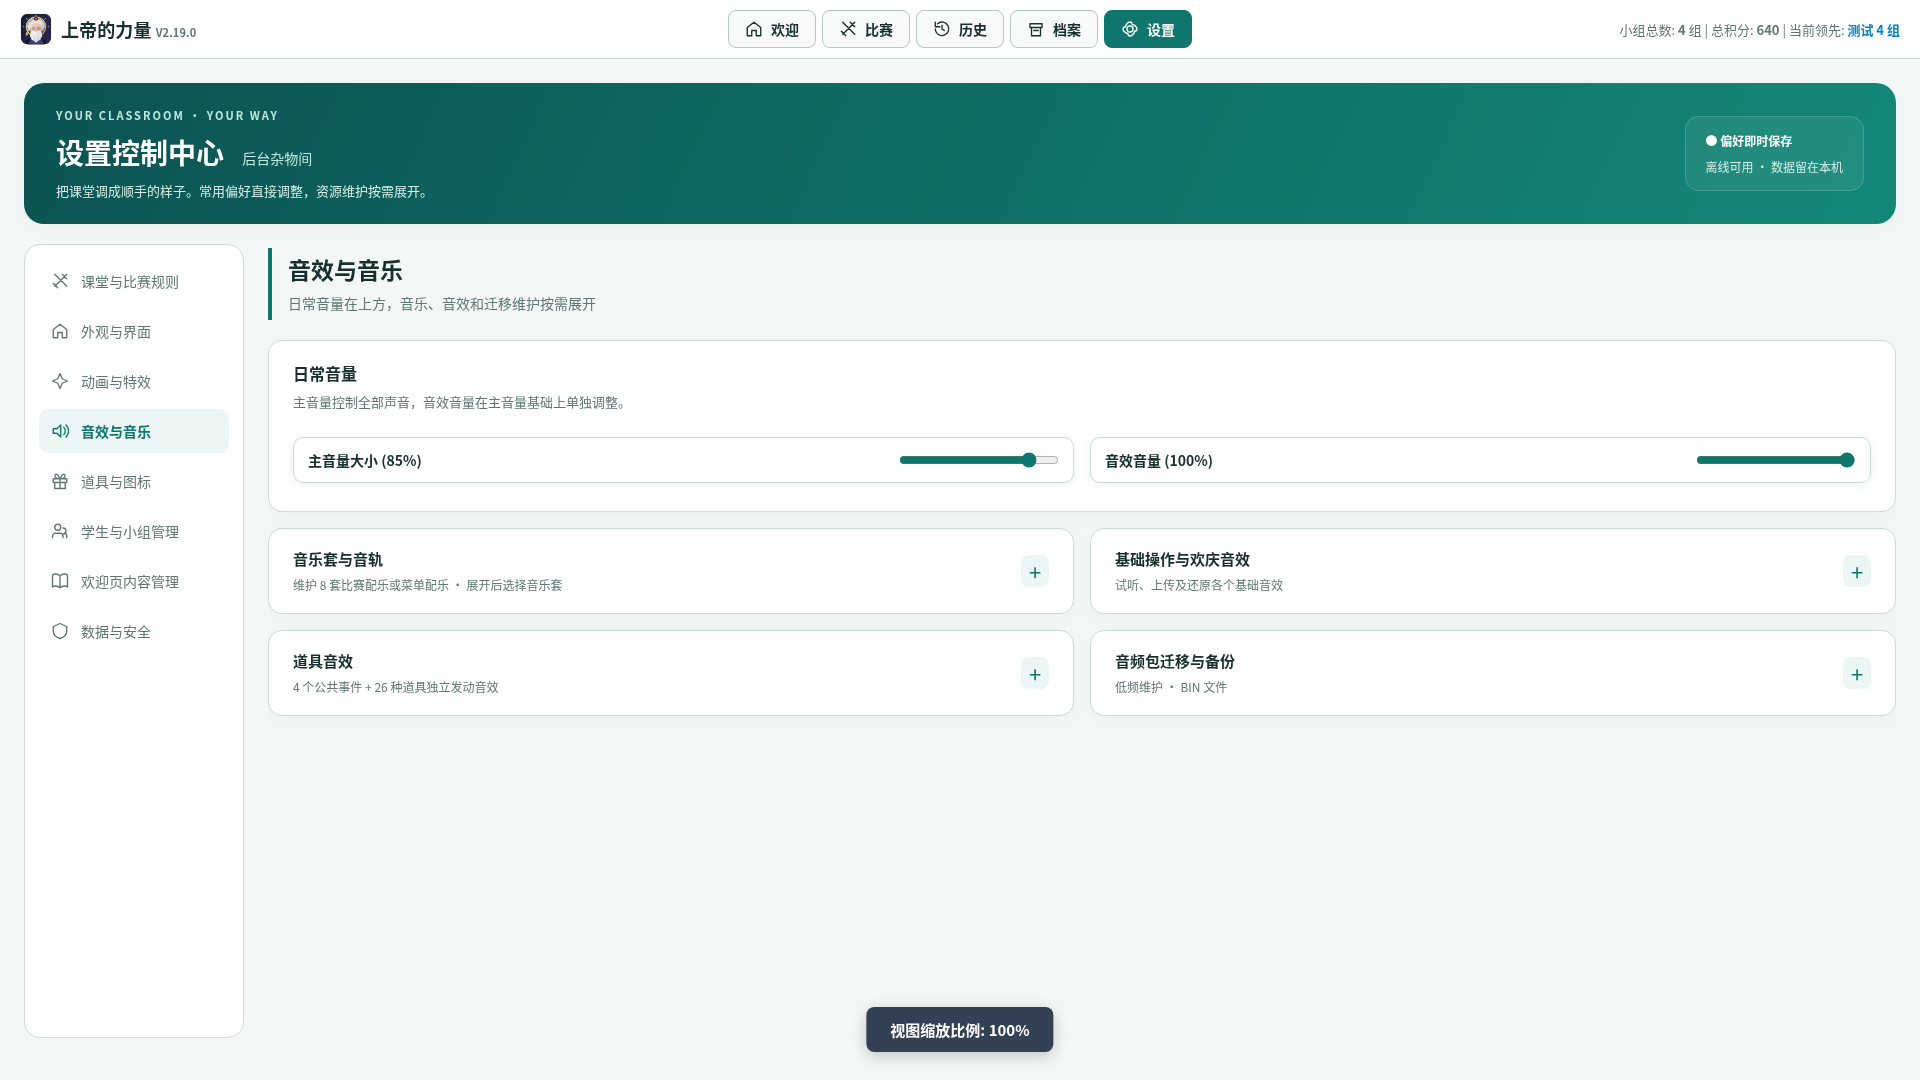 上帝的力量 V2.19.0
欢迎
比赛
历史
档案
设置
小组总数: 4 组 | 总积分: 640 | 当前领先: 测试 4 组
YOUR CLASSROOM • YOUR WAY
设置控制中心 后台杂物间
把课堂调成顺手的样子。常用偏好直接调整，资源维护按需展开。
偏好即时保存
离线可用 • 数据留在本机
课堂与比赛规则
外观与界面
动画与特效
音效与音乐
道具与图标
学生与小组管理
欢迎页内容管理
数据与安全
音效与音乐
日常音量在上方，音乐、音效和迁移维护按需展开
日常音量
主音量控制全部声音，音效音量在主音量基础上单独调整。
主音量大小 (85%)
音效音量 (100%)
音乐套与音轨
维护 8 套比赛配乐或菜单配乐 • 展开后选择音乐套
+
基础操作与欢庆音效
试听、上传及还原各个基础音效
+
道具音效
4 个公共事件 + 26 种道具独立发动音效
+
音频包迁移与备份
低频维护 • BIN 文件
+
视图缩放比例: 100%